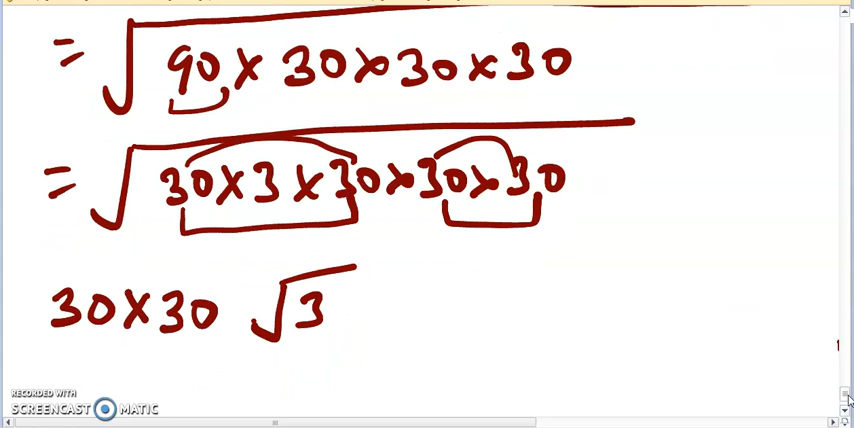 = √90 × 30 × 30 × 30
= √30 × 3 × 30 × 30 × 30
30 × 30 √3
RECORDED WITH
SCREENCAST MATIC